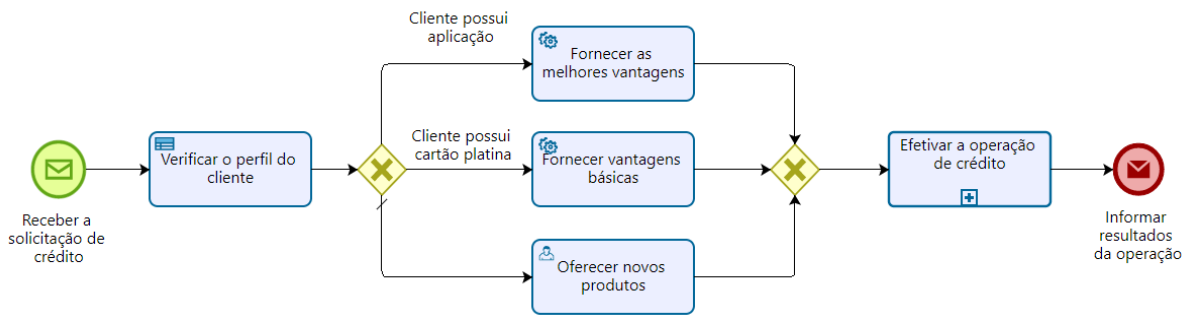 Cliente possui
aplicação
Fornecer as
melhores vantagens
Receber a
solicitação de
crédito
Verificar o perfil do
cliente
Cliente possui
cartão platina
Fornecer vantagens
básicas
Oferecer novos
produtos
Efetivar a operação
de crédito
Informar
resultados
da operação